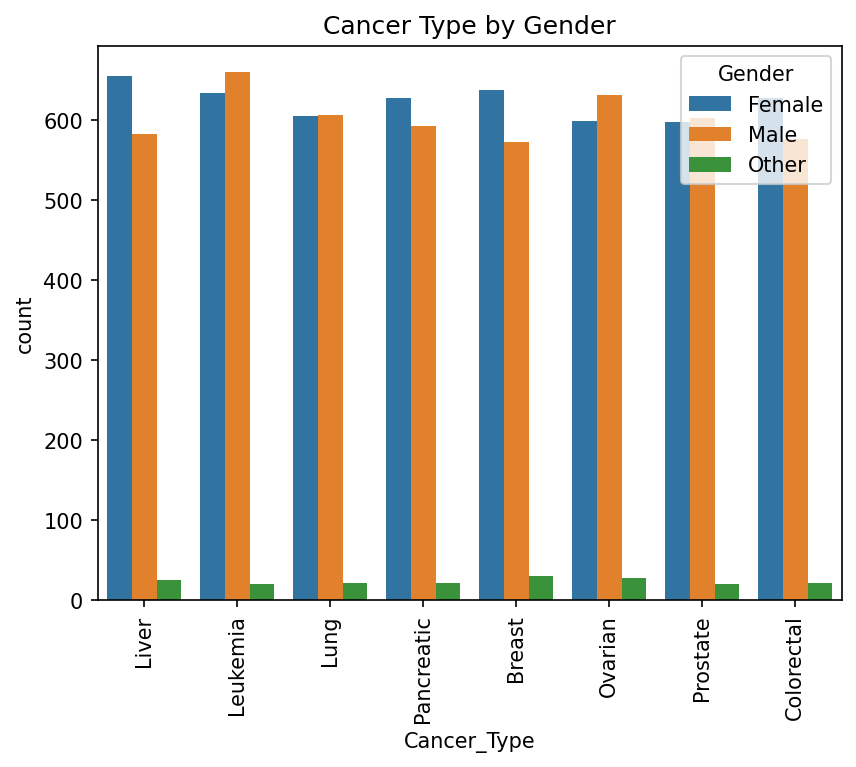 Cancer Type by Gender
Gender
Female
Male
Other
count
600
500
400
300
200
100
0
Liver
Leukemia
Lung
Pancreatic
Breast
Ovarian
Prostate
Colorectal
Cancer_Type